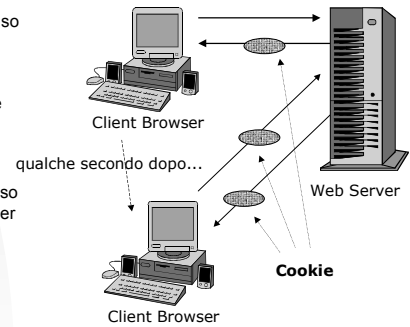 so
e
Client Browser
qualche secondo dopo...
so
er
Web Server
Cookie
Client Browser